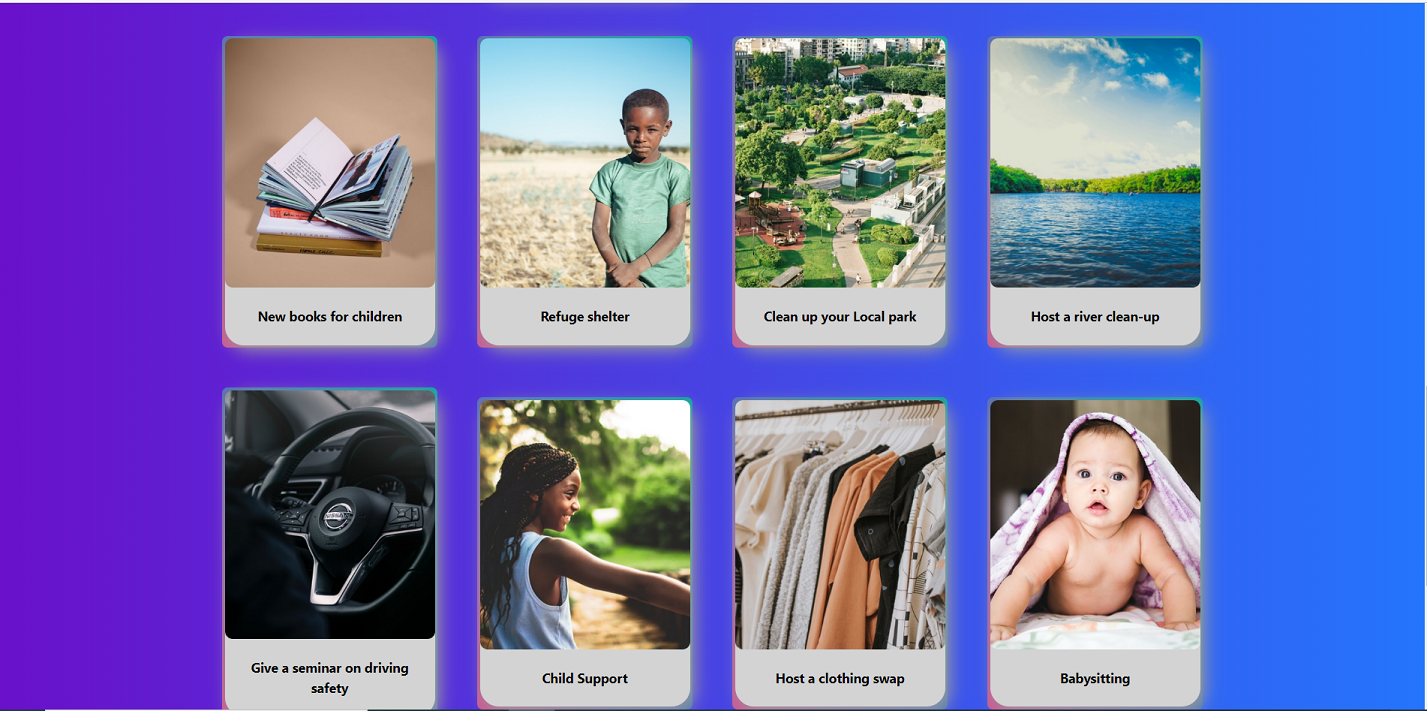 New books for children
Refuge shelter
Clean up your Local park
Host a river clean-up
NISSAN
Give a seminar on driving
safety
Child Support
Host a clothing swap
Babysitting